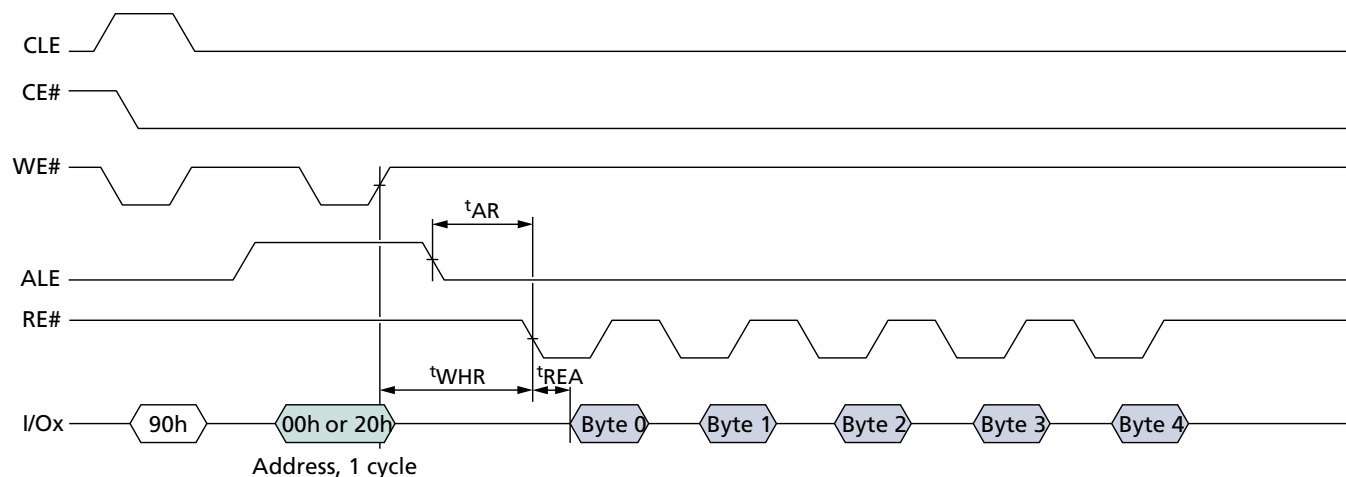 CLE
CE#
WE#
tAR
ALE
RE#
tWHR
tREA
I/Ox
90h
00h or 20h
Byte 0
Byte 1
Byte 2
Byte 3
Byte 4
Address, 1 cycle